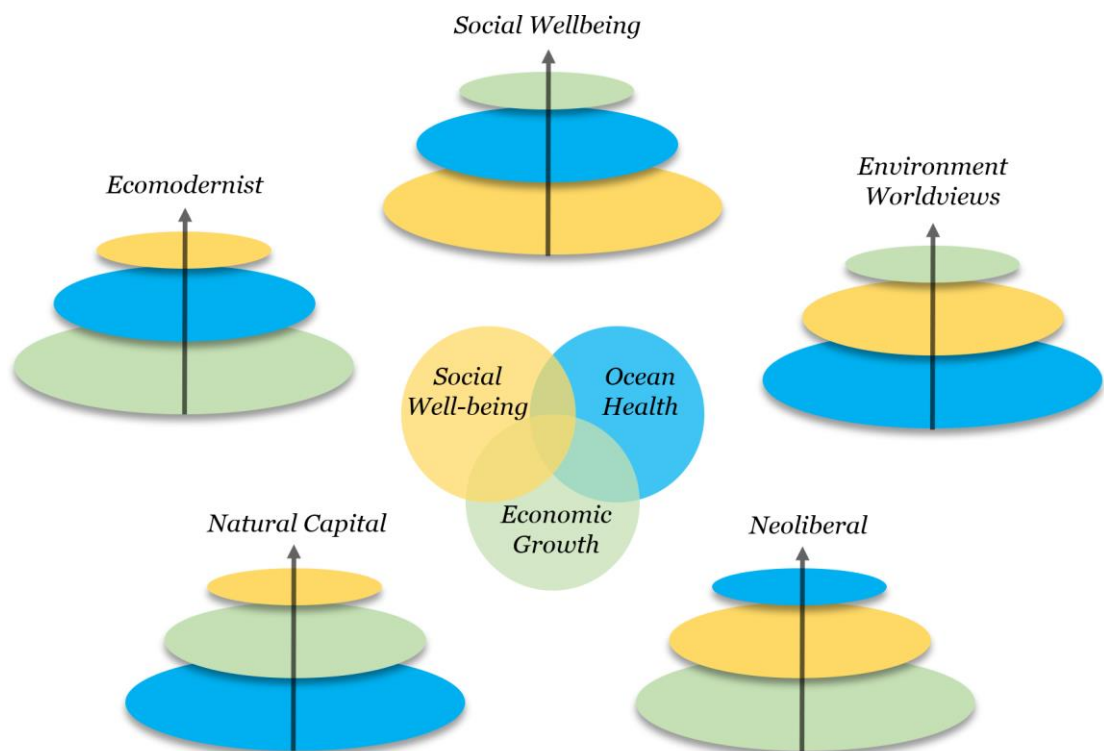 Social Wellbeing
Ecomodernist
Environment
Worldviews
Social
Well-being
Ocean
Health
Economic
Growth
Natural Capital
Neoliberal